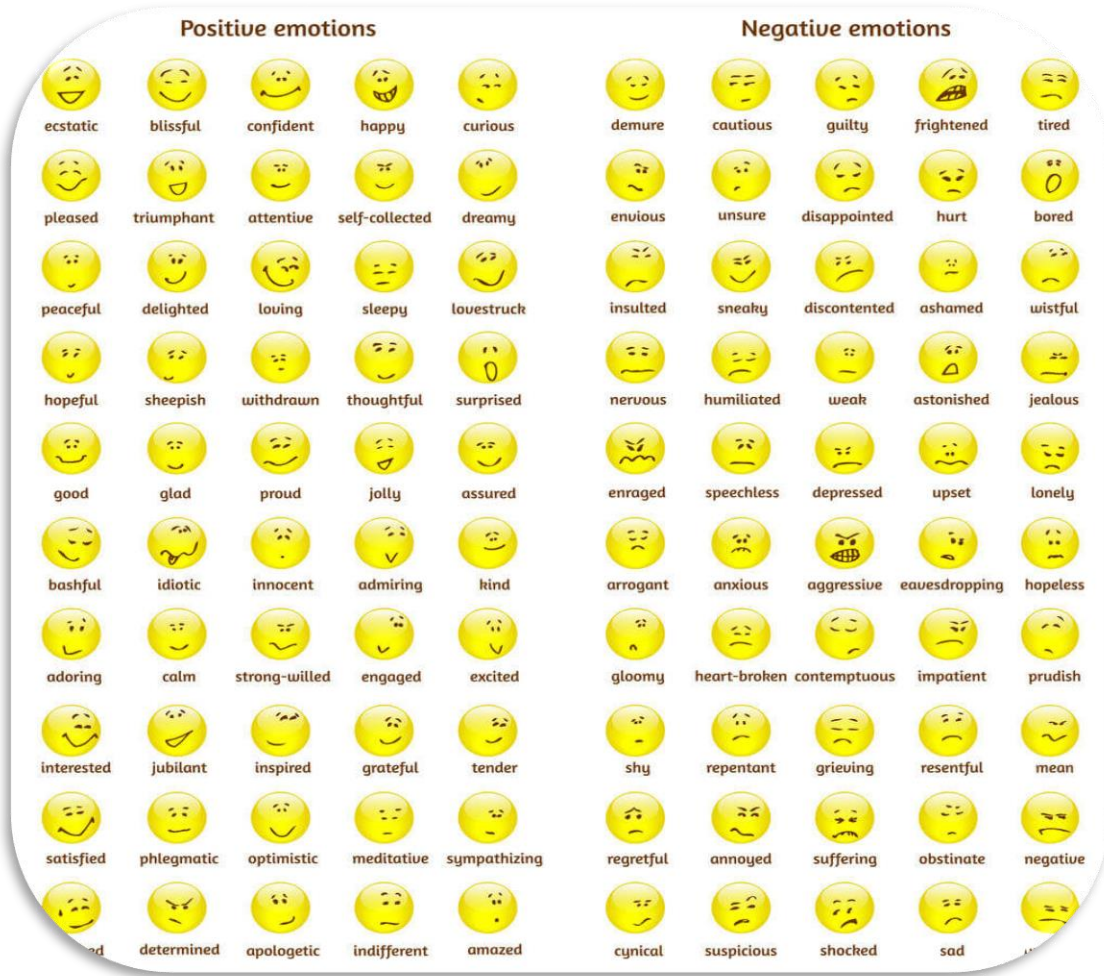 Positive emotions Negative emotions
ecstatic blissful confident happy curious demure cautious guilty frightened tired
pleased triumphant attentive self-collected dreamy envious unsure disappointed hurt bored
peaceful delighted loving sleepy lovestruck insulted sneaky discontented ashamed wistful
hopeful sheepish withdrawn thoughtful surprised nervous humiliated weak astonished jealous
good glad proud jolly assured enraged speechless depressed upset lonely
bashful idiotic innocent admiring kind arrogant anxious aggressive eavesdropping hopeless
adoring calm strong-willed engaged excited gloomy heart-broken contemptuous impatient prudish
interested jubilant inspired grateful tender shy repentant grieving resentful mean
satisfied phlegmatic optimistic meditative sympathizing regretful annoyed suffering obstinate negative
determined apologetic indifferent amazed cynical suspicious shocked sad